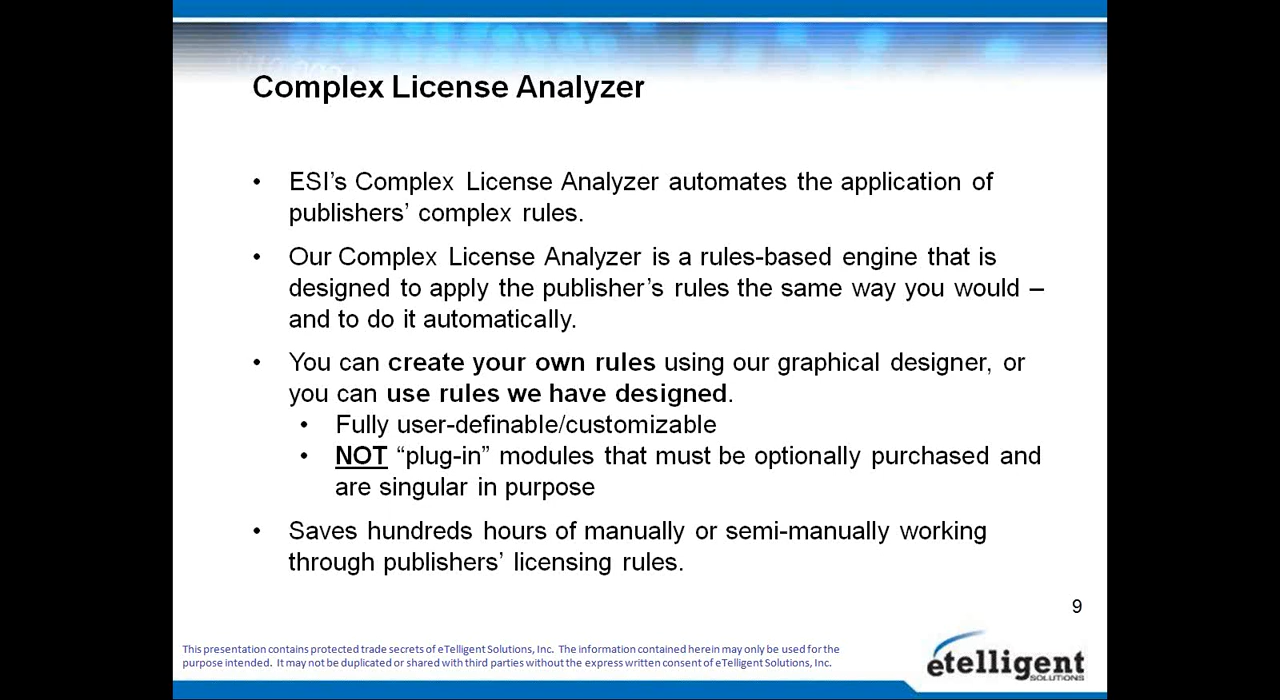 Complex License Analyzer
• ESI’s Complex License Analyzer automates the application of
publishers’ complex rules.
• Our Complex License Analyzer is a rules-based engine that is
designed to apply the publisher’s rules the same way you would –
and to do it automatically.
• You can create your own rules using our graphical designer, or
you can use rules we have designed.
• Fully user-definable/customizable
• NOT “plug-in” modules that must be optionally purchased and
are singular in purpose
• Saves hundreds hours of manually or semi-manually working
through publishers’ licensing rules.
9
This presentation contains protected trade secrets of eTelligent Solutions, Inc. The information contained herein may only be used for the
purpose intended. It may not be duplicated or shared with third parties without the express written consent of eTelligent Solutions, Inc.
etelligent
SOLUTIONS